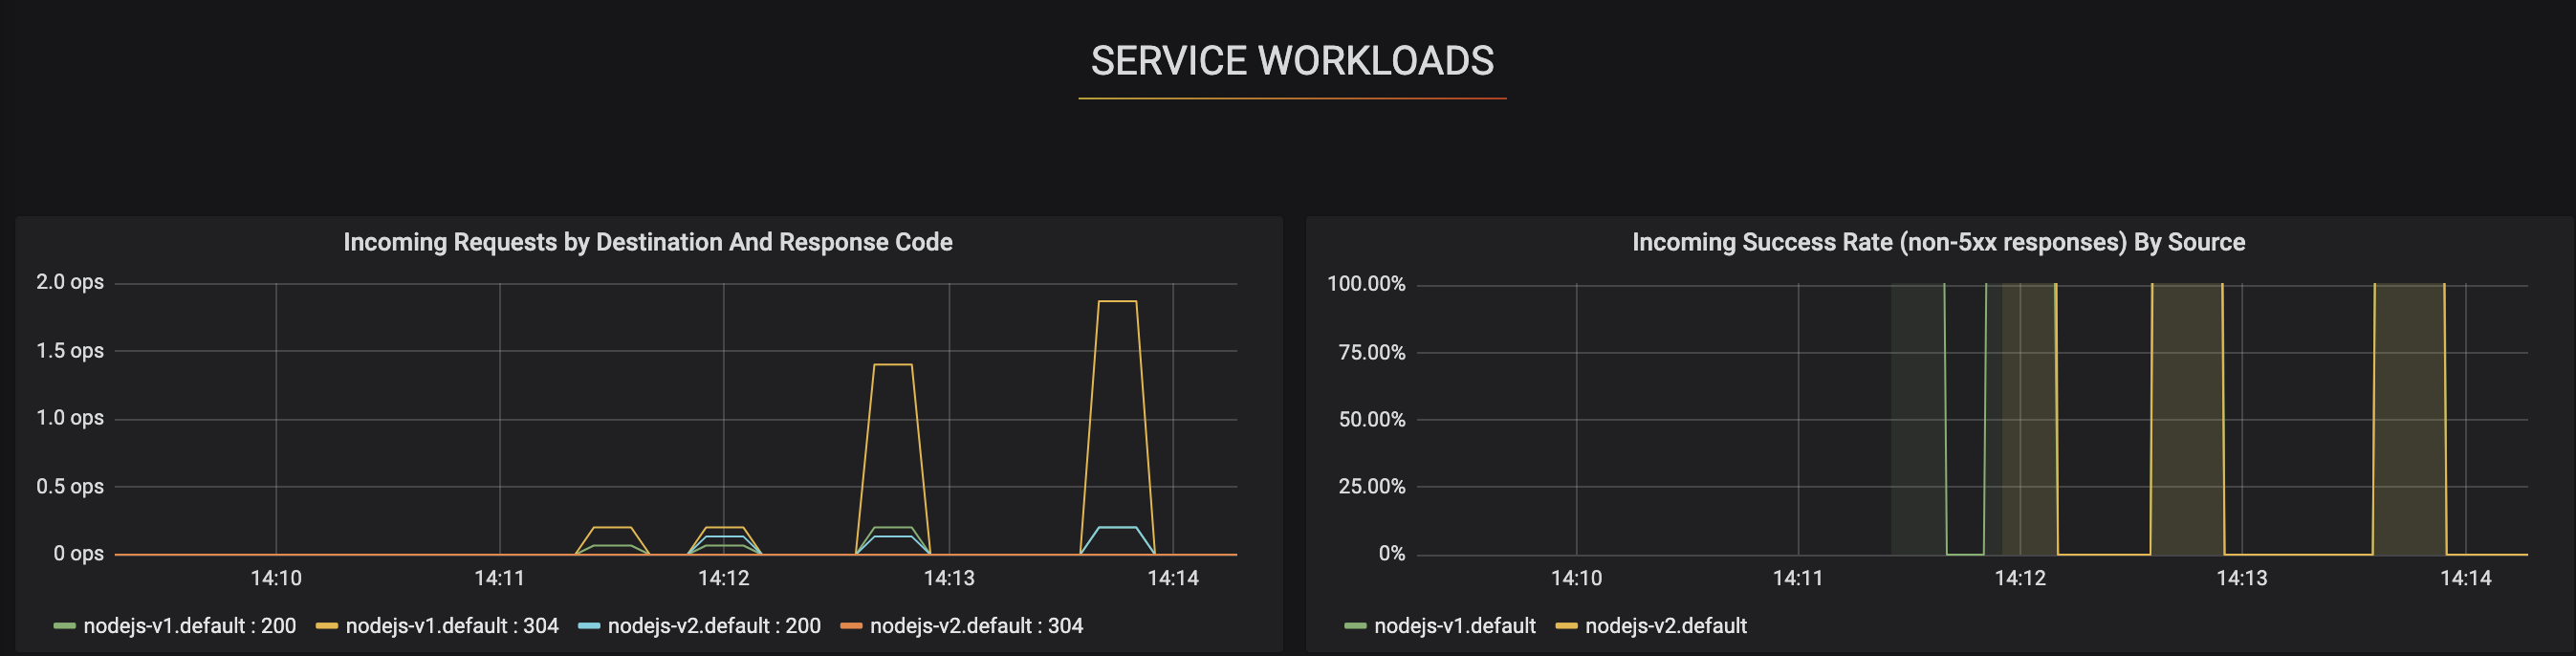 SERVICE WORKLOADS
Incoming Requests by Destination And Response Code
2.0 ops
1.5 ops
1.0 ops
0.5 ops
0 ops
14:10 14:11 14:12 14:13 14:14
nodejs-v1.default : 200 nodejs-v1.default : 304 nodejs-v2.default : 200 nodejs-v2.default : 304
Incoming Success Rate (non-5xx responses) By Source
100.00%
75.00%
50.00%
25.00%
0%
14:10 14:11 14:12 14:13 14:14
nodejs-v1.default nodejs-v2.default